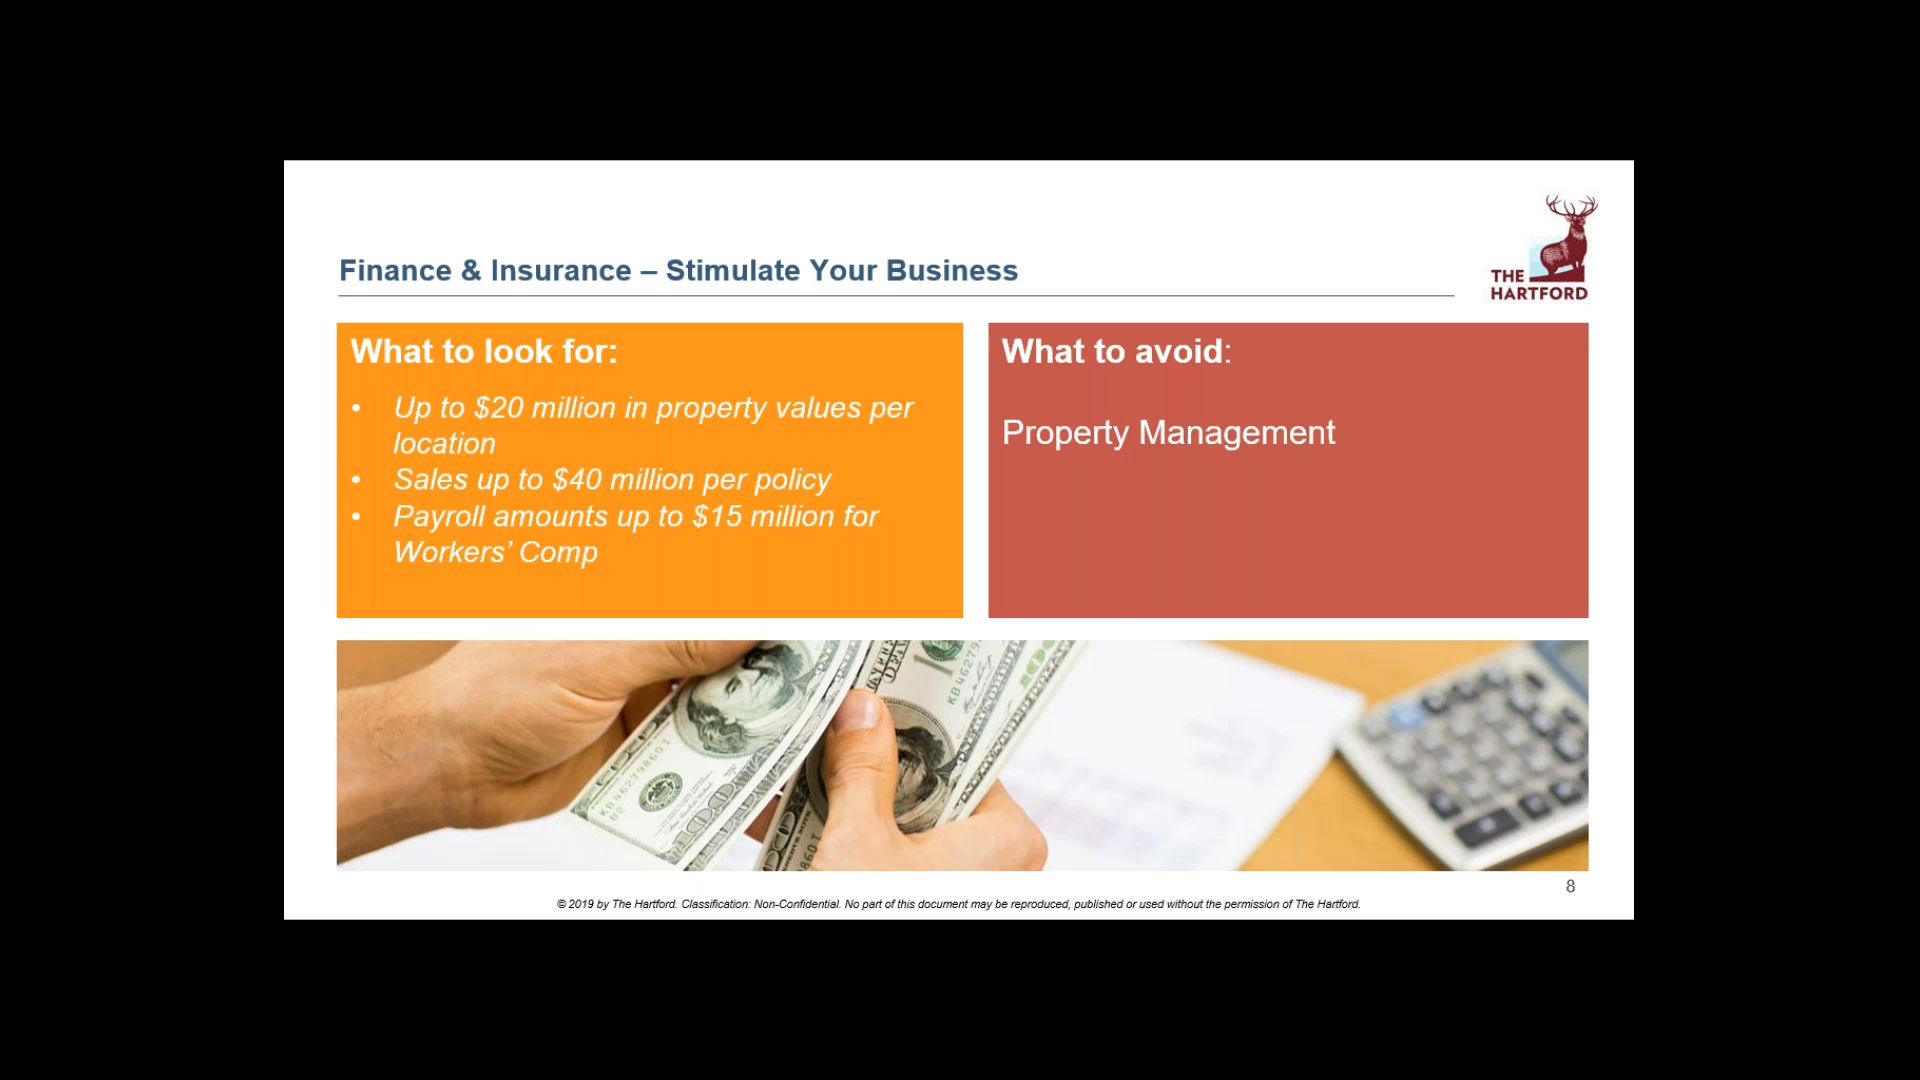 THE
HARTFORD
Finance & Insurance – Stimulate Your Business
What to look for:
• Up to $20 million in property values per
location
• Sales up to $40 million per policy
• Payroll amounts up to $15 million for
Workers’ Comp
What to avoid:
Property Management
8
© 2019 by The Hartford. Classification: Non-Confidential. No part of this document may be reproduced, published or used without the permission of The Hartford.